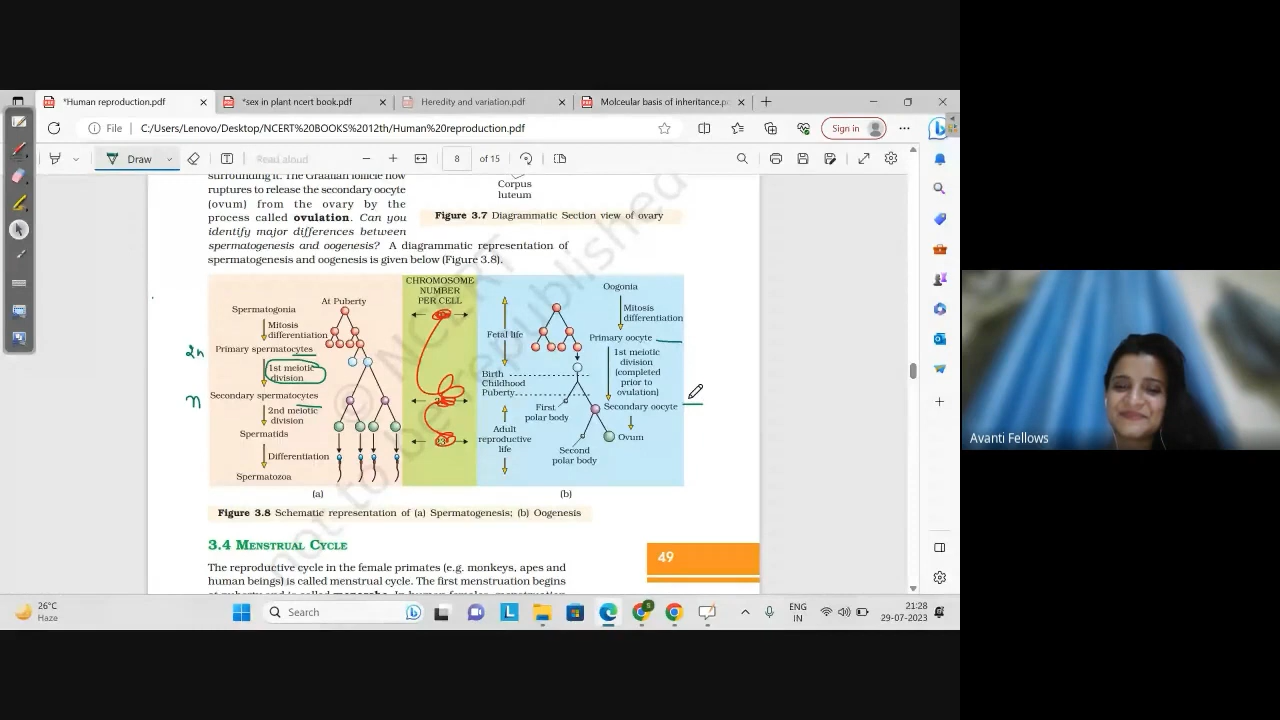 *Human reproduction.pdf
*sex in plant ncert book.pdf
Heredity and variation.pdf
Molceular basis of inheritance.p
File
C:/Users/Lenovo/Desktop/NCERT%20BOOKS%2012th/Human%20reproduction.pdf
Sign in
Draw
Read aloud
8
of 15
surrounding it. The Graafian follicle now
ruptures to release the secondary oocyte
(ovum) from the ovary by the
process called ovulation. Can you
identify major differences between
spermatogenesis and oogenesis? A diagrammatic representation of
spermatogenesis and oogenesis is given below (Figure 3.8).
Corpus
luteum
Figure 3.7 Diagrammatic Section view of ovary
Spermatogonia
Mitosis
differentiation
2n
Primary spermatocytes
1st meiotic
division
n
Secondary spermatocytes
2nd meiotic
division
Spermatids
Differentiation
Spermatozoa
At Puberty
CHROMOSOME
NUMBER
PER CELL
Fetal life
Birth
Childhood
Puberty
Adult
reproductive
life
First
polar body
Second
polar body
Oogonia
Mitosis
differentiation
Primary oocyte
1st meiotic
division
(completed
prior to
ovulation)
Secondary oocyte
Ovum
(a)
(b)
Figure 3.8 Schematic representation of (a) Spermatogenesis; (b) Oogenesis
3.4 MENSTRUAL CYCLE
49
The reproductive cycle in the female primates (e.g. monkeys, apes and
human beings) is called menstrual cycle. The first menstruation begins
© NCERT
not to be republished
Avanti Fellows
26°C
Haze
Search
ENG
IN
21:28
29-07-2023